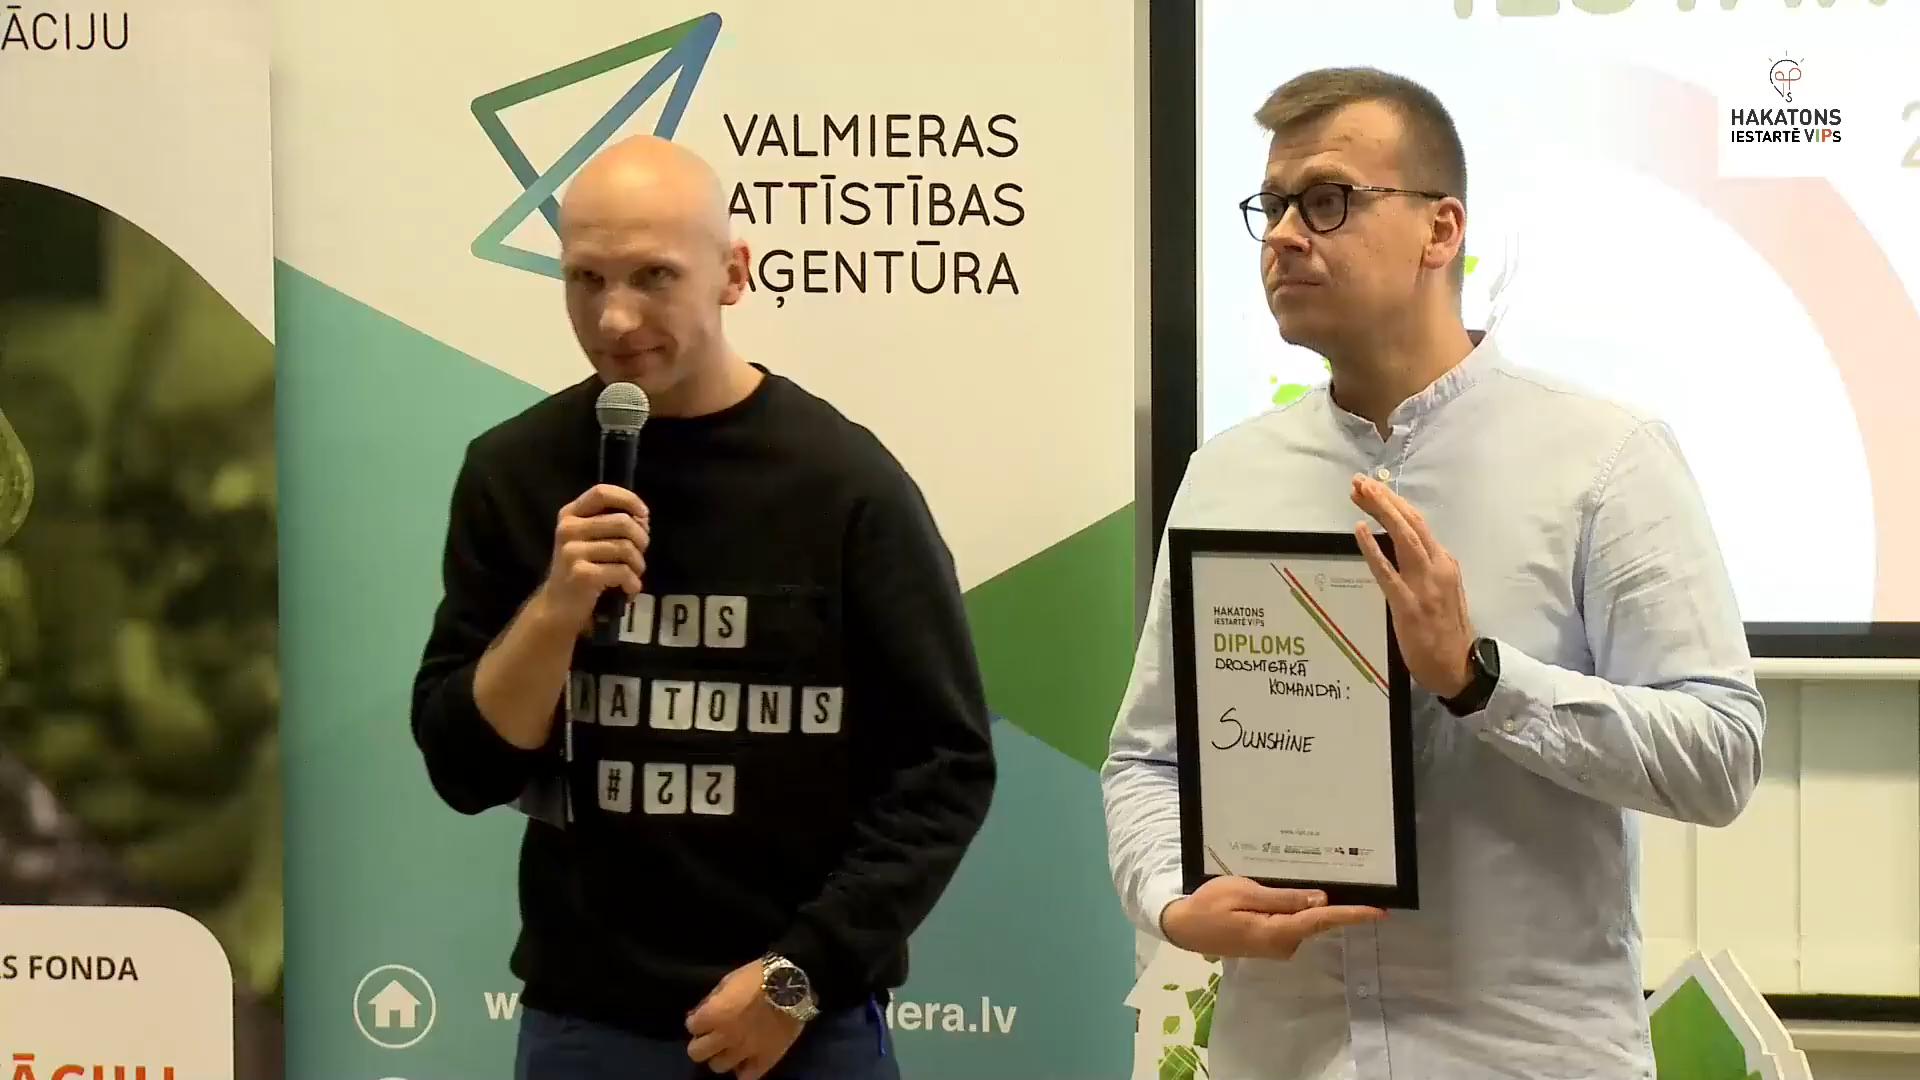 ĀCIJU
VALMIERAS
ATTĪSTĪBAS
AĢENTŪRA
HAKATONS
IESTARTĒ VIPs
IPS
KATONS
#22
HAKATONS
IESTARTĒ VIPs
DIPLOMS
DROSMĪGĀKĀ
KOMANDAI:
SUNSHINE
S FONDA
w
iera.lv